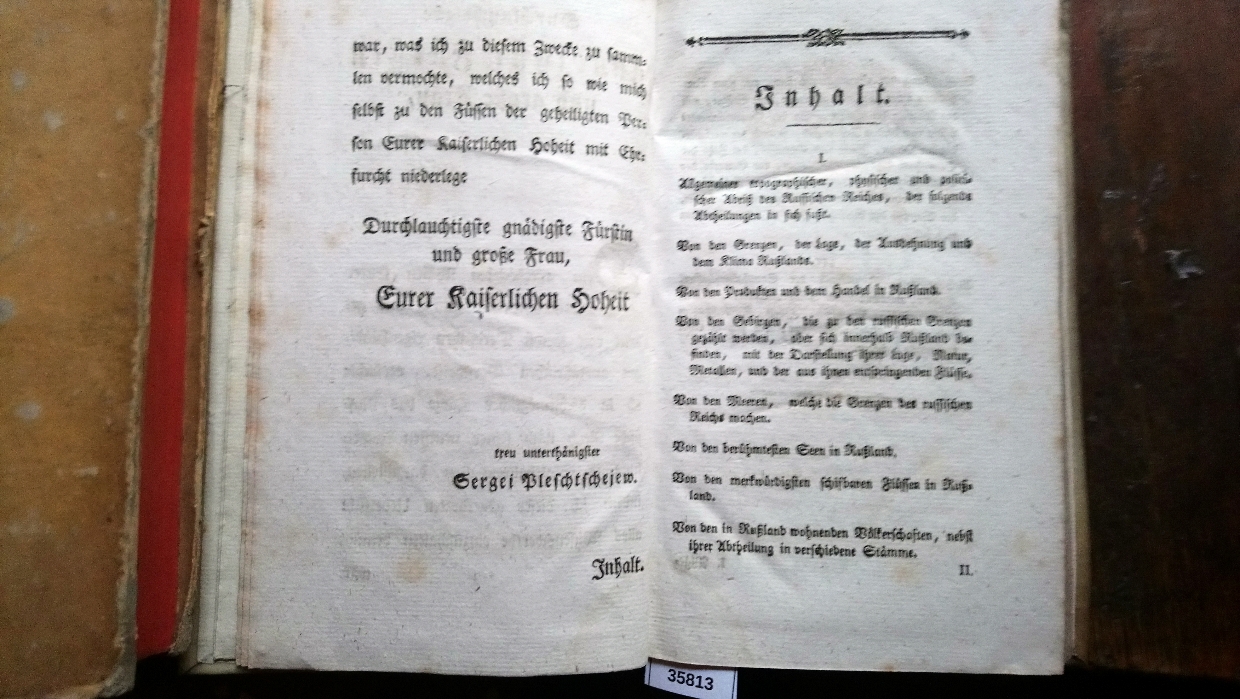 war, was ich zu diesem Zwecke zu samm-
len vermochte, welches ich so wie mich
selbst zu den Füssen der geheiligten Per-
son Eurer Kaiserlichen Hoheit mit Ehr-
furcht niederlege
Durchlauchtigste gnädigste Fürstin
und große Frau,
Eurer Kaiserlichen Hoheit
treu unterthänigster
Sergei Pleschtschejew.
Inhalt.
Inhalt.
I.
Allgemeiner topographischer, phisischer und politi-
scher Abriß des Russischen Reiches, der folgende
Abtheilungen in sich faßt.
Von den Grenzen, der Lage, der Ausdehnung und
dem Klima Rußlands.
Von den Produkten und dem Handel in Rußland.
Von den Gebirgen, die zu den russischen Grenzen
gezählt werden, oder sich innerhalb Rußland be-
finden, mit der Darstellung ihrer Lage, Natur,
Metallen, und der aus ihnen entspringenden Flüsse.
Von den Meeren, welche die Grenzen des russischen
Reichs machen.
Von den berühmtesten Seen in Rußland.
Von den merkwürdigsten schifbaren Flüssen in Ruß-
land.
Von den in Rußland wohnenden Völkerschaften, nebst
ihrer Abtheilung in verschiedene Stämme.
II.
35813